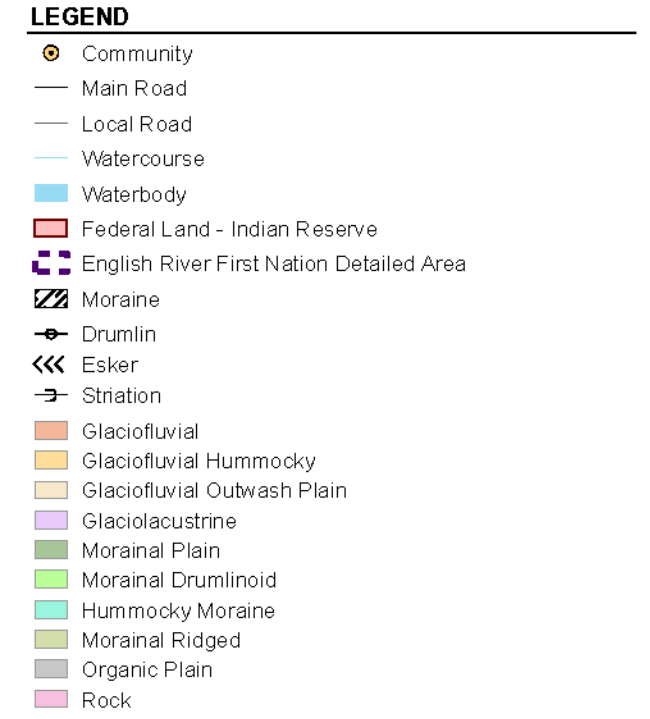 LEGEND
Community
Main Road
Local Road
Watercourse
Waterbody
Federal Land - Indian Reserve
English River First Nation Detailed Area
Moraine
Drumlin
Esker
Striation
Glaciofluvial
Glaciofluvial Hummocky
Glaciofluvial Outwash Plain
Glaciolacustrine
Morainal Plain
Morainal Drumlinoid
Hummocky Moraine
Morainal Ridged
Organic Plain
Rock